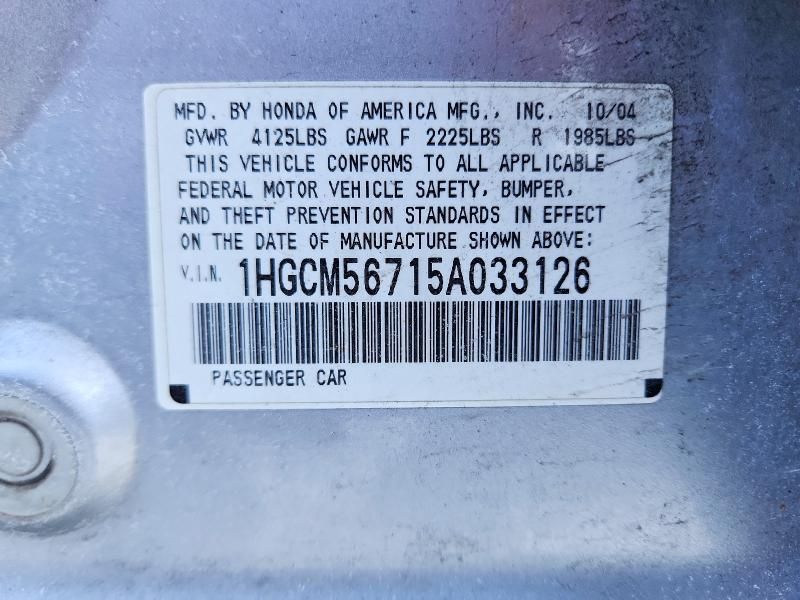 MFD. BY HONDA OF AMERICA MFG., INC. 10/04
GVWR 4125LBS GAWR F 2225LBS R 1985LBS
THIS VEHICLE CONFORMS TO ALL APPLICABLE
FEDERAL MOTOR VEHICLE SAFETY, BUMPER,
AND THEFT PREVENTION STANDARDS IN EFFECT
ON THE DATE OF MANUFACTURE SHOWN ABOVE:
V.I.N. 1HGCM56715A033126
PASSENGER CAR